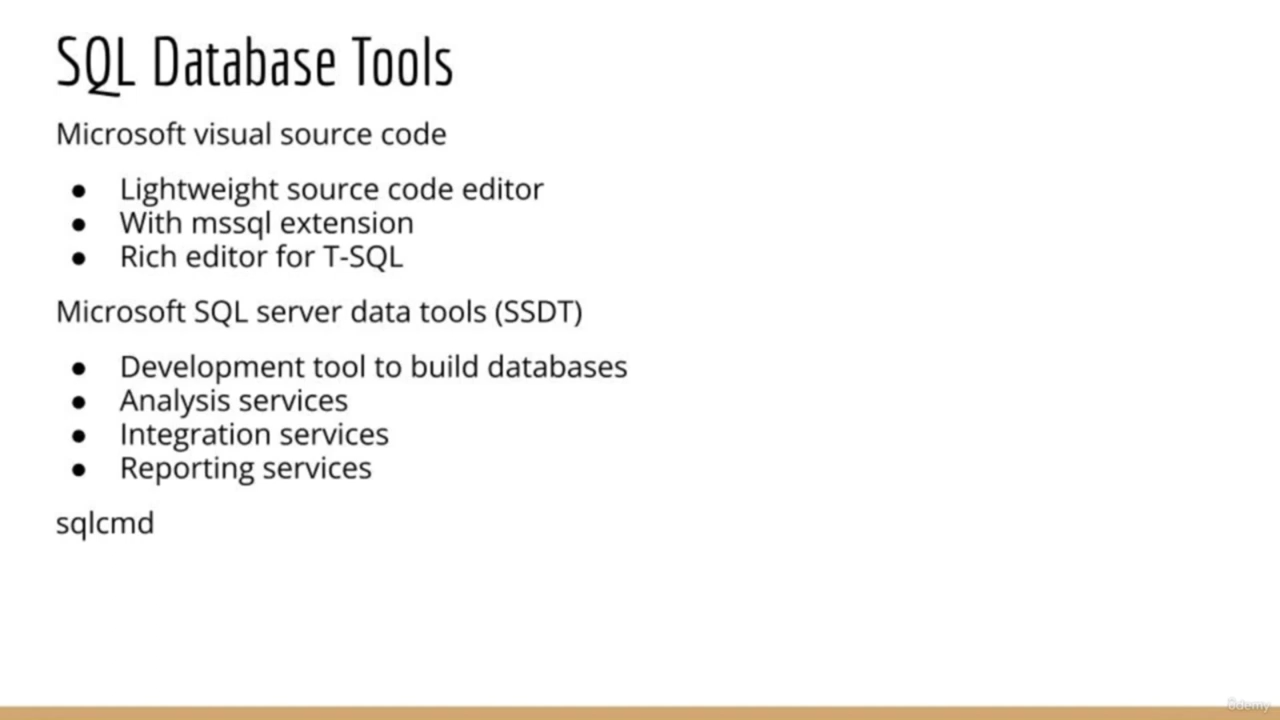 SQL Database Tools
Microsoft visual source code
● Lightweight source code editor
● With mssql extension
● Rich editor for T-SQL
Microsoft SQL server data tools (SSDT)
● Development tool to build databases
● Analysis services
● Integration services
● Reporting services
sqlcmd
ûdemy